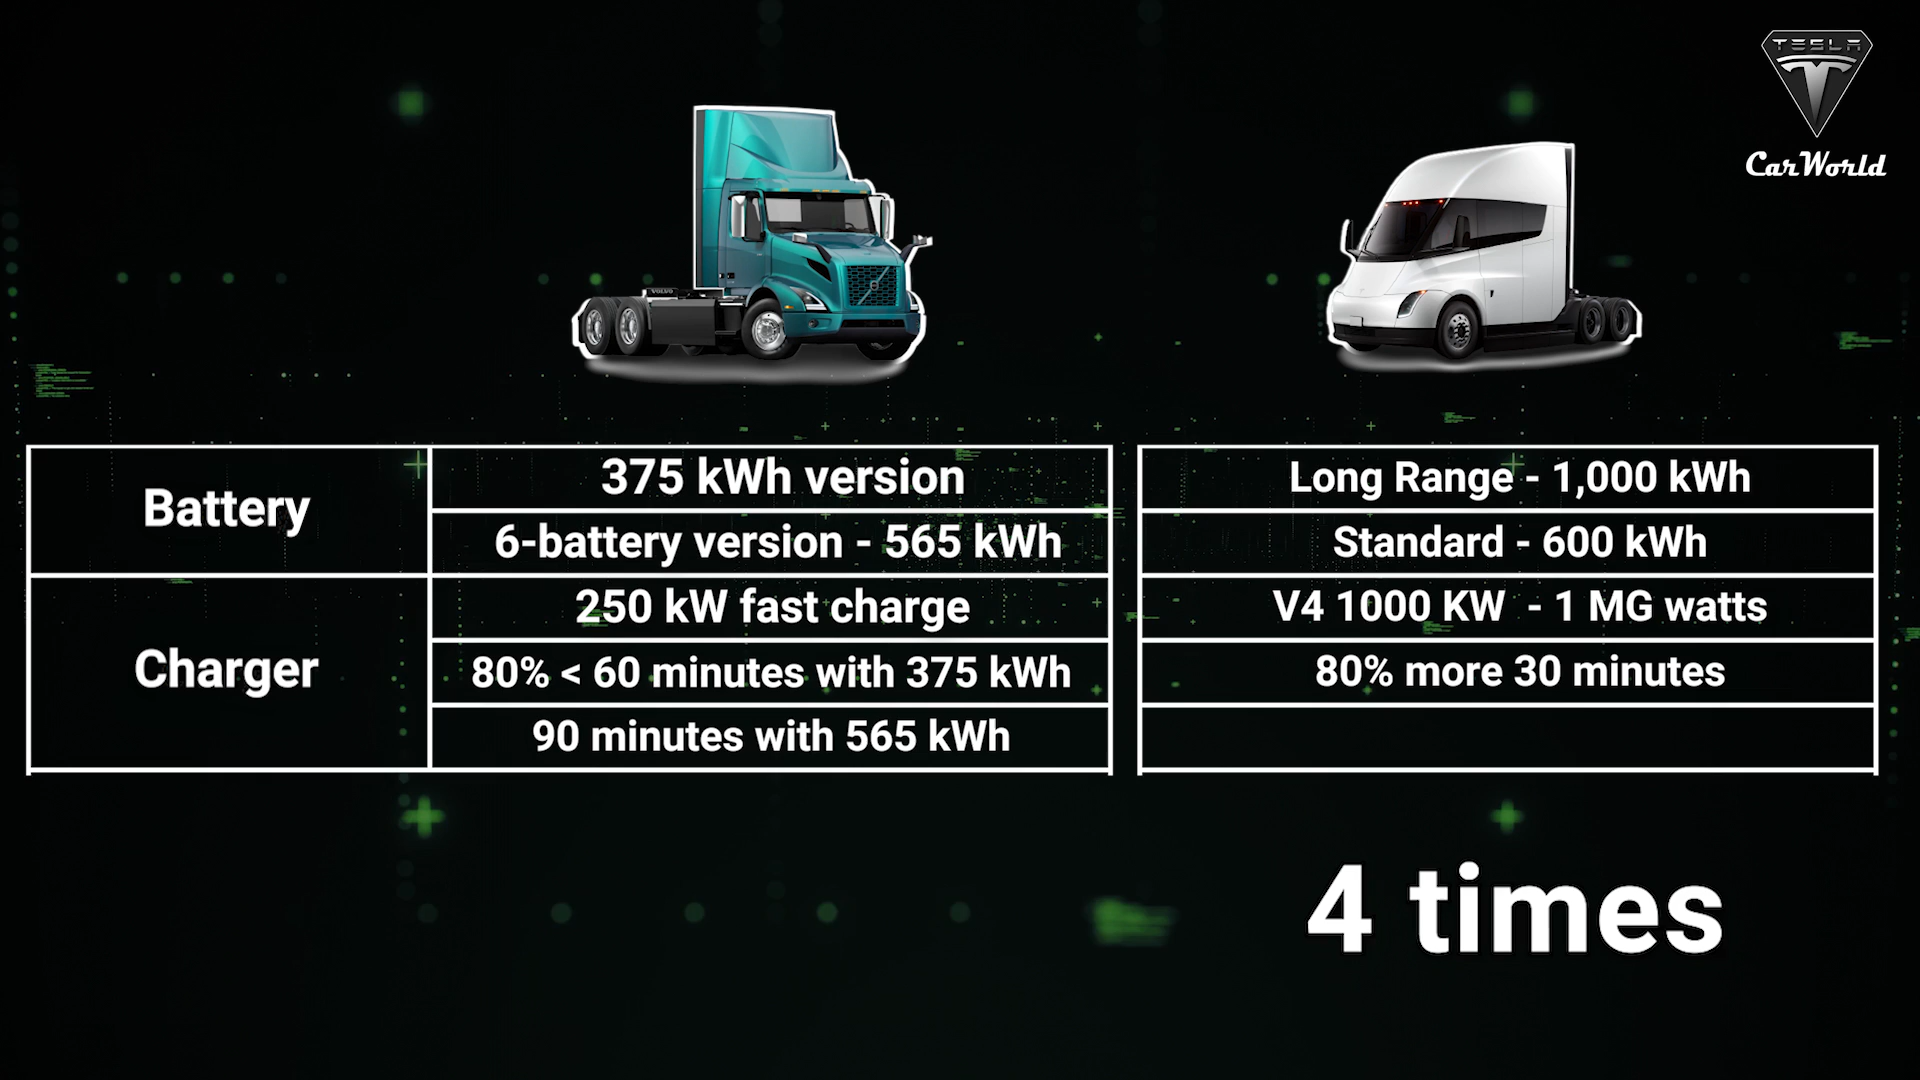 TESLA
CarWorld
VOLVO
Battery
375 kWh version
6-battery version - 565 kWh
Long Range - 1,000 kWh
Standard - 600 kWh
Charger
250 kW fast charge
80% < 60 minutes with 375 kWh
90 minutes with 565 kWh
V4 1000 KW - 1 MG watts
80% more 30 minutes
4 times